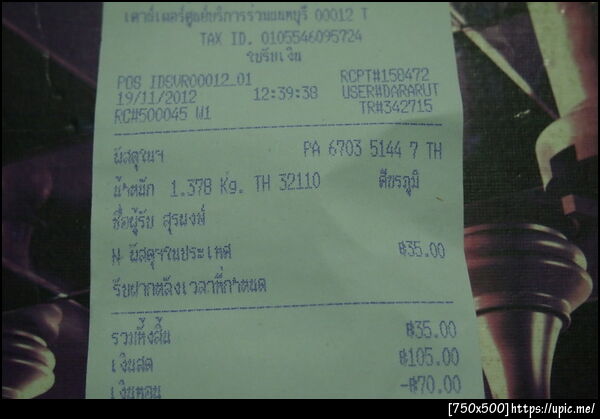 เคาน์เตอร์ศูนย์บริการร่วมนนทบุรี 00012 T
TAX ID. 0105546095724
ใบรับเงิน
POS IDSVR00012_01 RCPT#158472
19/11/2012 12:39:38 USER#DARARUT
RC#500045 W1 TR#342715
พัสดุฯฯ PA 6703 5144 7 TH
น้ำหนัก 1.378 Kg. TH 32110 ศีขรภูมิ
ชื่อผู้รับ สุรพงษ์
N พัสดุฯในประเทศ ฿35.00
รับฝากหลังเวลาที่กำหนด
รวมทั้งสิ้น ฿35.00
เงินสด ฿105.00
เงินทอน -฿70.00
[750x500]https://upic.me/